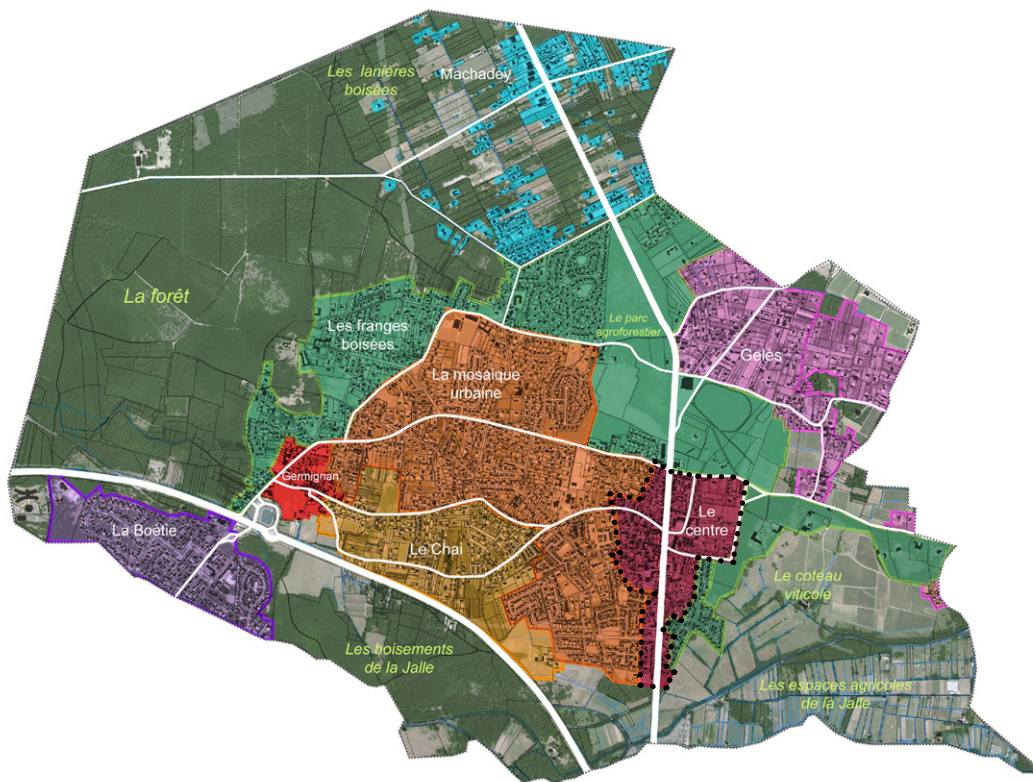 Les lanières
boisées
Machadey
La forêt
Les franges
boisées
Le parc
agroforestier
Gelès
La mosaïque
urbaine
Germignan
Le
centre
La Boétie
Le Chai
Le coteau
viticole
Les boisements
de la Jalle
Les espaces agricoles
de la Jalle